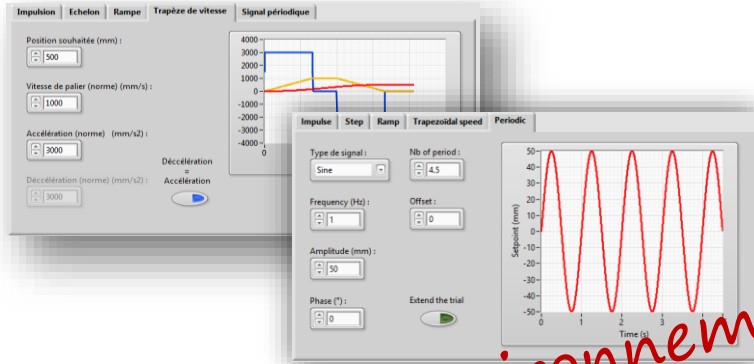 Impulsion Echelon Rampe Trapèze de vitesse Signal périodique
Position souhaitée (mm) :
500
Vitesse de palier (norme) (mm/s) :
1000
Accélération (norme) (mm/s2) :
3000
Déccélération (norme) (mm/s2) :
3000
Déccélération
=
Accélération
4000
3000
2000
1000
0
-1000
-2000
-3000
-4000
0
Impulse Step Ramp Trapezoïdal speed Periodic
Type de signal :
Sine
Nb of period :
4.5
Frequency (Hz) :
1
Offset :
0
Amplitude (mm) :
50
Phase (°) :
0
Extend the trial
Setpoint (mm)
50
40
30
20
10
0
-10
-20
-30
-40
-50
0 1 2 3
Time (s)